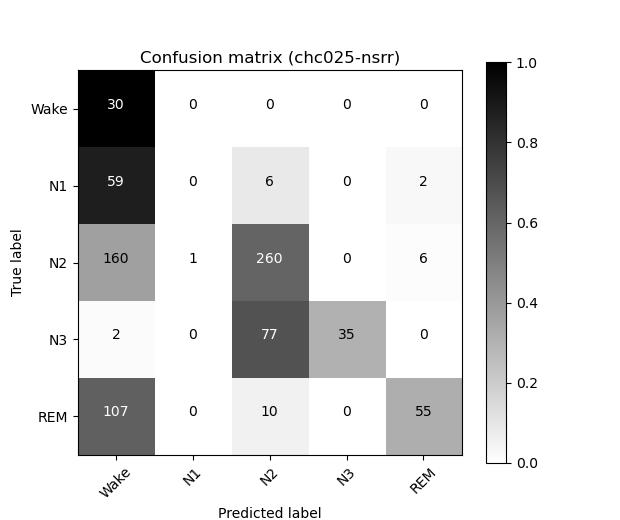 Confusion matrix (chc025-nsrr)
1.0
Wake 30 0 0 0 0
0.8
N1 59 0 6 0 2
0.6
N2 160 1 260 0 6
True label
0.4
N3 2 0 77 35 0
0.2
REM 107 0 10 0 55
0.0
Wake N1 N2 N3 REM
Predicted label